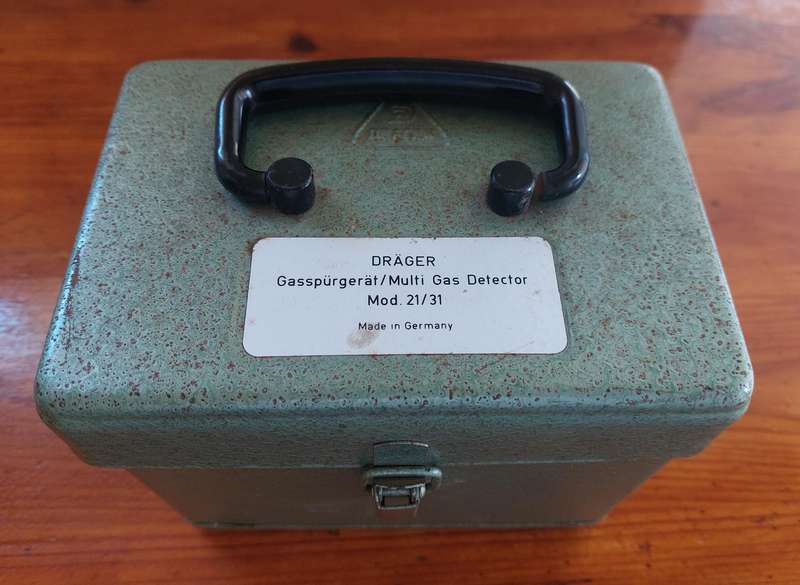 DRÄGER
Gasspürgerät/Multi Gas Detector
Mod. 21/31
Made in Germany